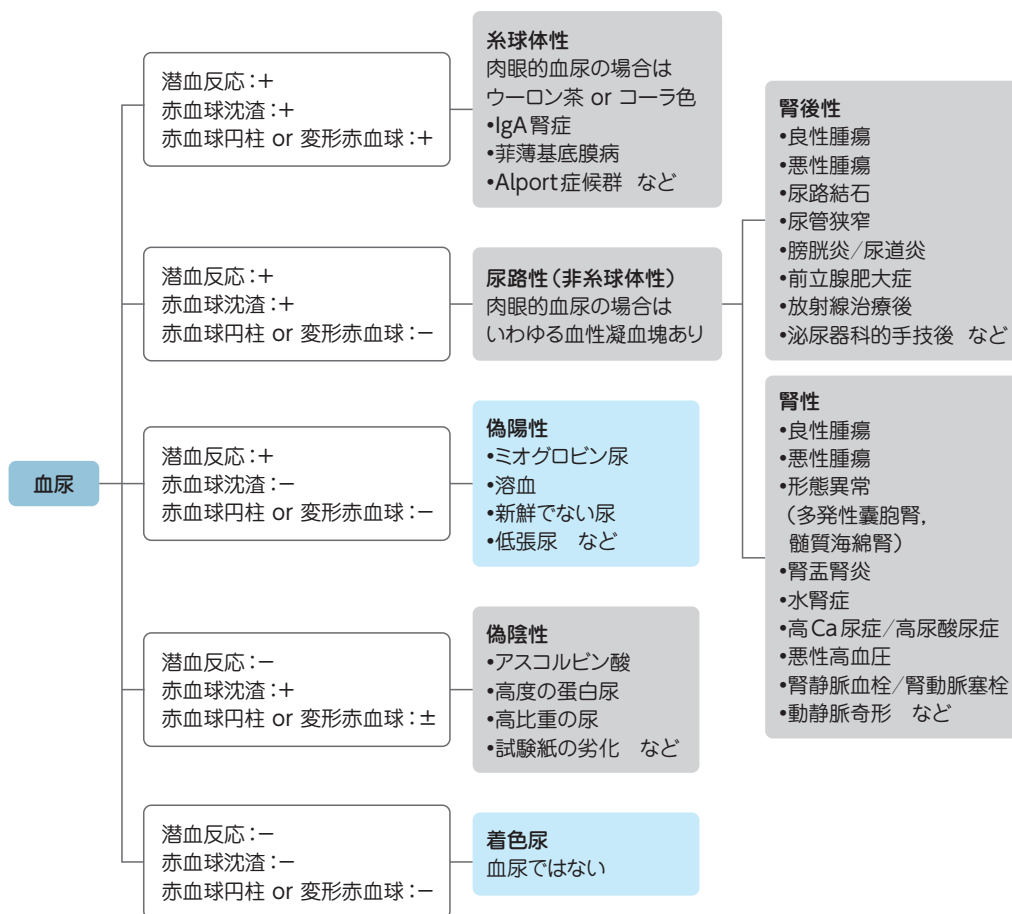 血尿
潜血反応:+
赤血球沈渣:+
赤血球円柱 or 変形赤血球:+
糸球体性
肉眼的血尿の場合は
ウーロン茶 or コーラ色
•IgA腎症
•菲薄基底膜病
•Alport症候群 など
潜血反応:+
赤血球沈渣:+
赤血球円柱 or 変形赤血球:−
尿路性(非糸球体性)
肉眼的血尿の場合は
いわゆる血性凝血塊あり
腎後性
•良性腫瘍
•悪性腫瘍
•尿路結石
•尿管狭窄
•膀胱炎/尿道炎
•前立腺肥大症
•放射線治療後
•泌尿器科的手技後 など
腎性
•良性腫瘍
•悪性腫瘍
•形態異常
(多発性囊胞腎,
髄質海綿腎)
•腎盂腎炎
•水腎症
•高Ca尿症/高尿酸尿症
•悪性高血圧
•腎静脈血栓/腎動脈塞栓
•動静脈奇形 など
潜血反応:+
赤血球沈渣:−
赤血球円柱 or 変形赤血球:−
偽陽性
•ミオグロビン尿
•溶血
•新鮮でない尿
•低張尿 など
潜血反応:−
赤血球沈渣:+
赤血球円柱 or 変形赤血球:±
偽陰性
•アスコルビン酸
•高度の蛋白尿
•高比重の尿
•試験紙の劣化 など
潜血反応:−
赤血球沈渣:−
赤血球円柱 or 変形赤血球:−
着色尿
血尿ではない